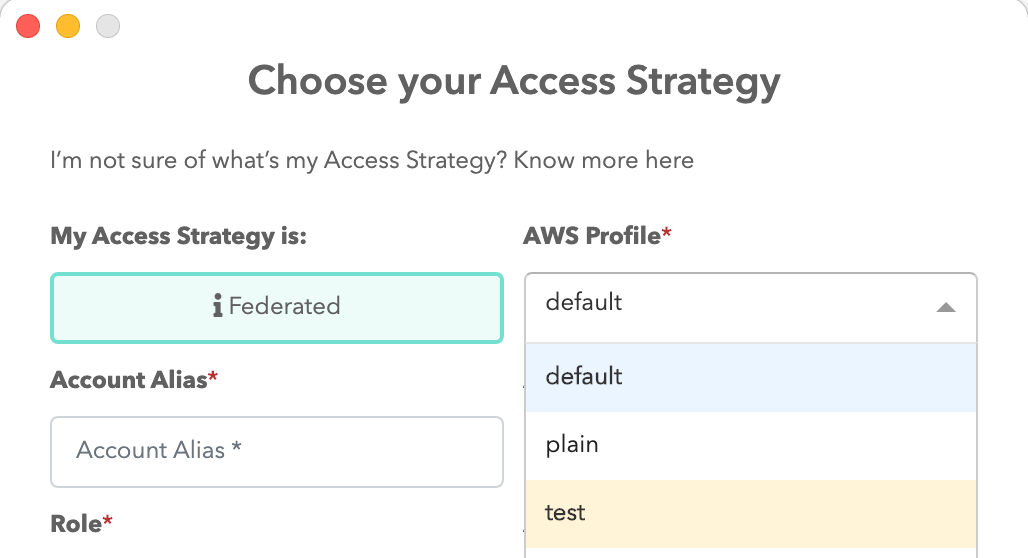 Choose your Access Strategy
I’m not sure of what’s my Access Strategy? Know more here
My Access Strategy is:
AWS Profile*
Federated
default
default
Account Alias*
Account Alias *
plain
test
Role*